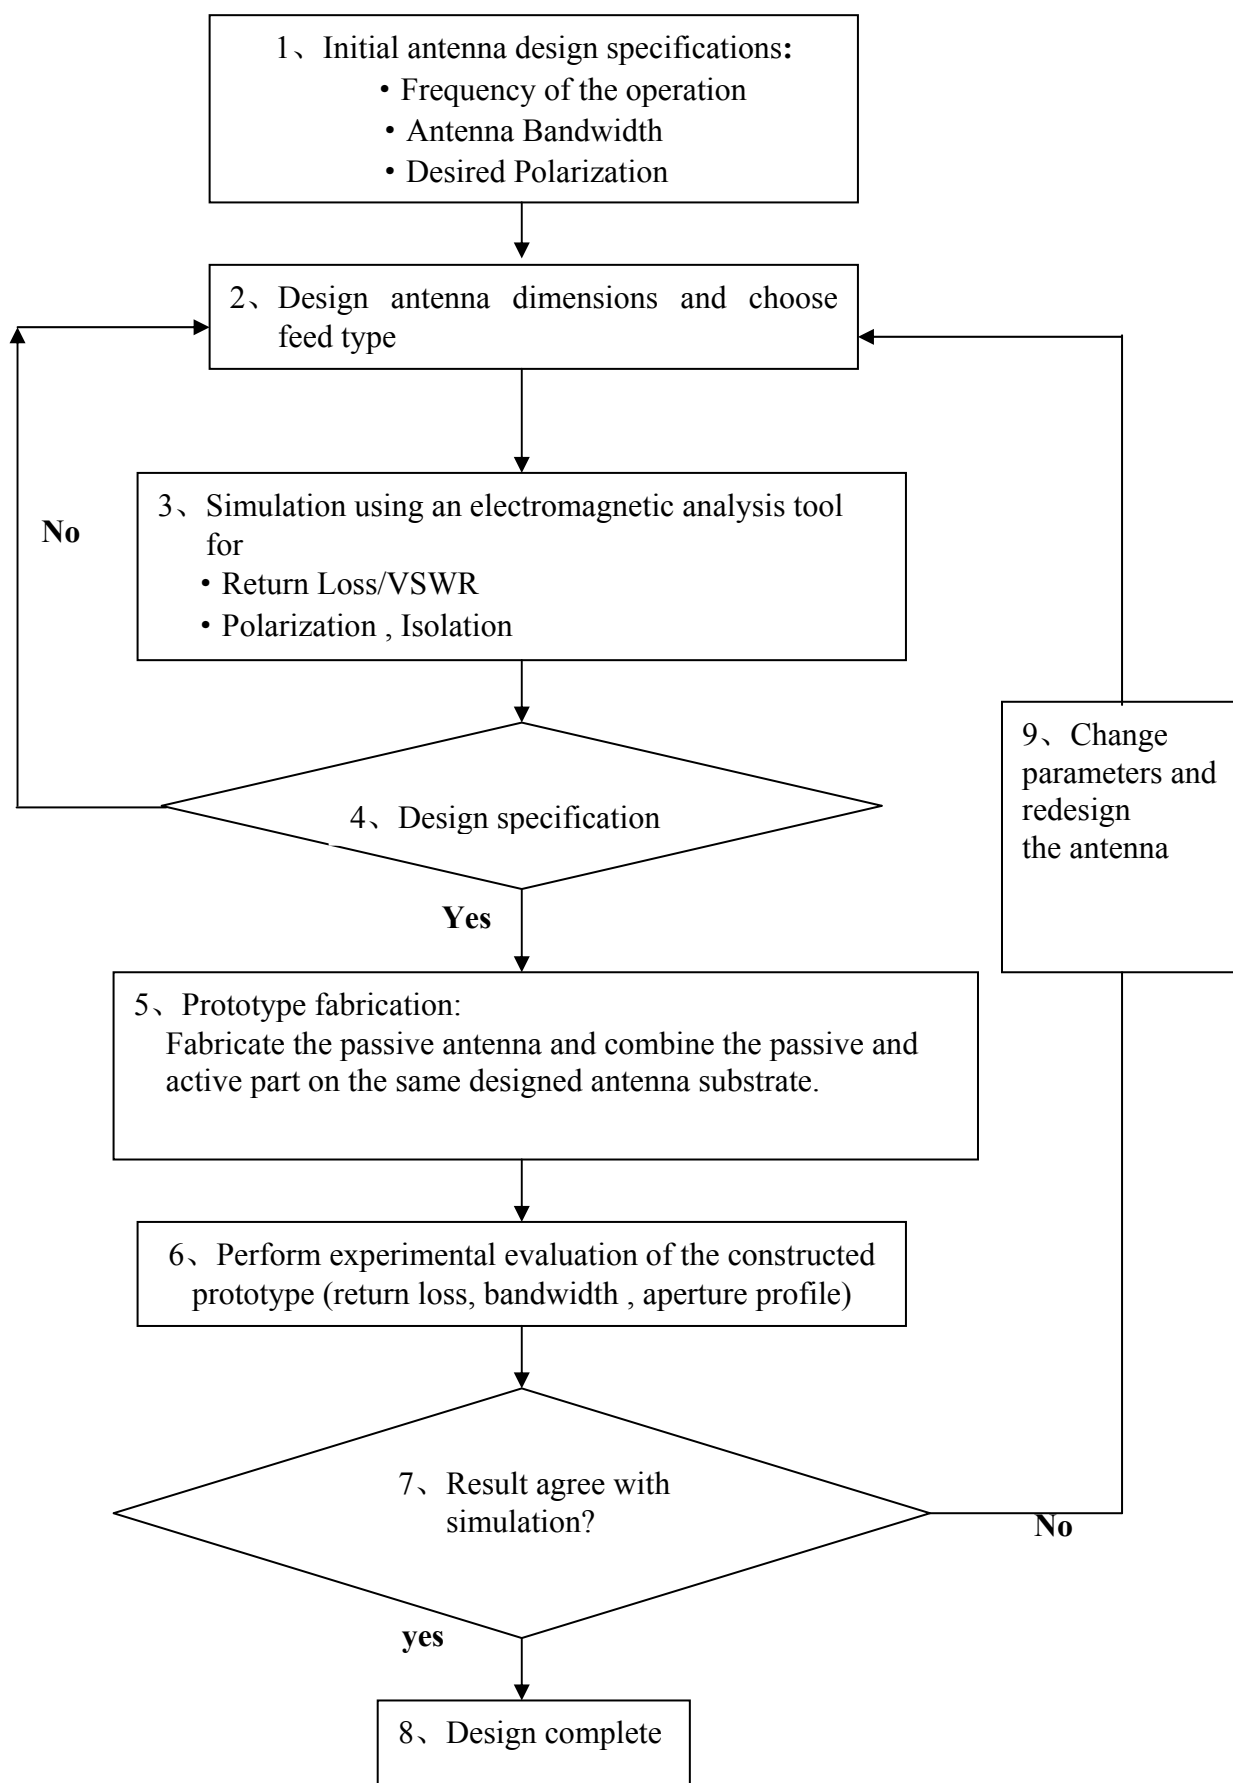 1、Initial antenna design specifications:
・Frequency of the operation
・Antenna Bandwidth
・Desired Polarization
2、Design antenna dimensions and choose
feed type
3、Simulation using an electromagnetic analysis tool
for
・Return Loss/VSWR
・Polarization , Isolation
No
4、Design specification
Yes
9、Change
parameters and
redesign
the antenna
5、Prototype fabrication:
Fabricate the passive antenna and combine the passive and
active part on the same designed antenna substrate.
6、Perform experimental evaluation of the constructed
prototype (return loss, bandwidth , aperture profile)
7、Result agree with
simulation?
No
yes
8、Design complete